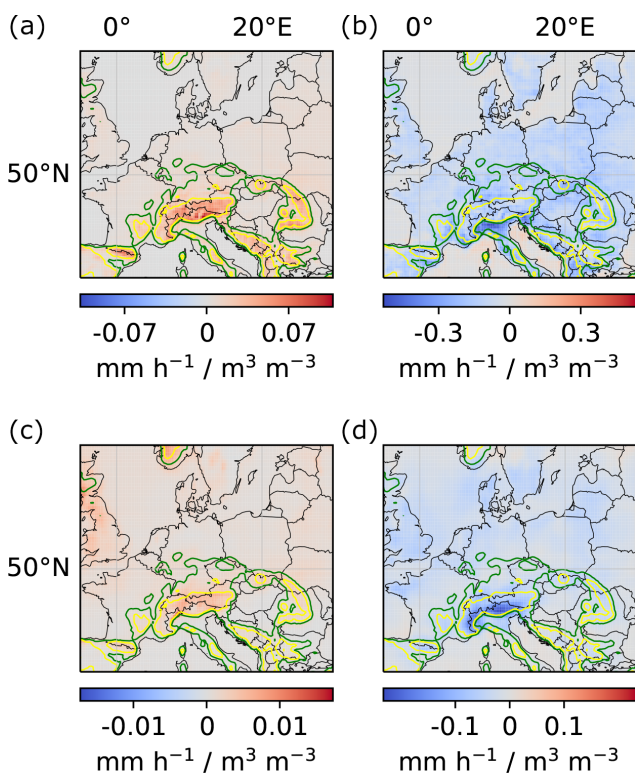 (a) 0° 20°E (b) 0° 20°E
50°N
-0.07 0 0.07 -0.3 0 0.3
mm h⁻¹ / m³ m⁻³ mm h⁻¹ / m³ m⁻³
(c) (d)
50°N
-0.01 0 0.01 -0.1 0 0.1
mm h⁻¹ / m³ m⁻³ mm h⁻¹ / m³ m⁻³